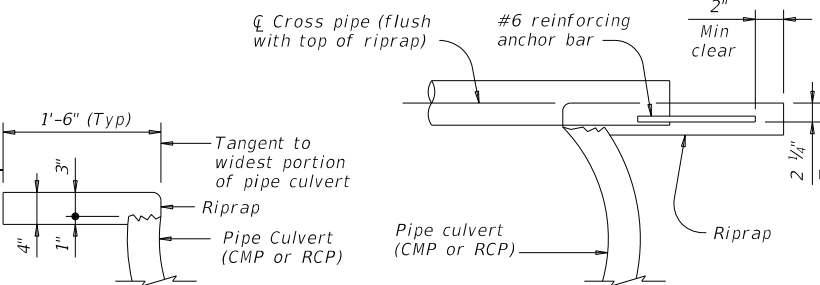 1'-6" (Typ)
3"
4"
1"
Tangent to
widest portion
of pipe culvert
Riprap
Pipe Culvert
(CMP or RCP)
℄ Cross pipe (flush
with top of riprap)
#6 reinforcing
anchor bar
2"
Min
clear
2 ¼"
Pipe culvert
(CMP or RCP)
Riprap